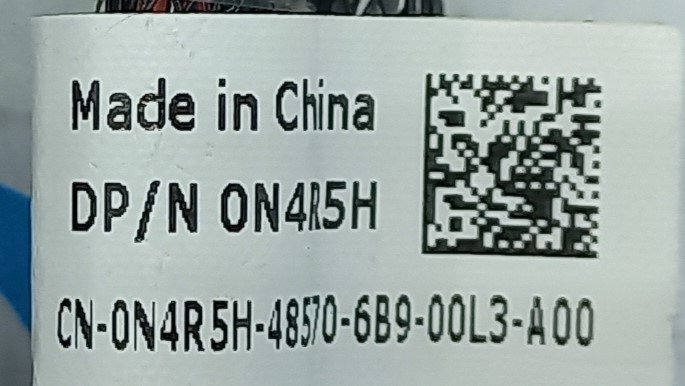 Made in China
DP/N 0N4R5H
CN-0N4R5H-48570-6B9-00L3-A00